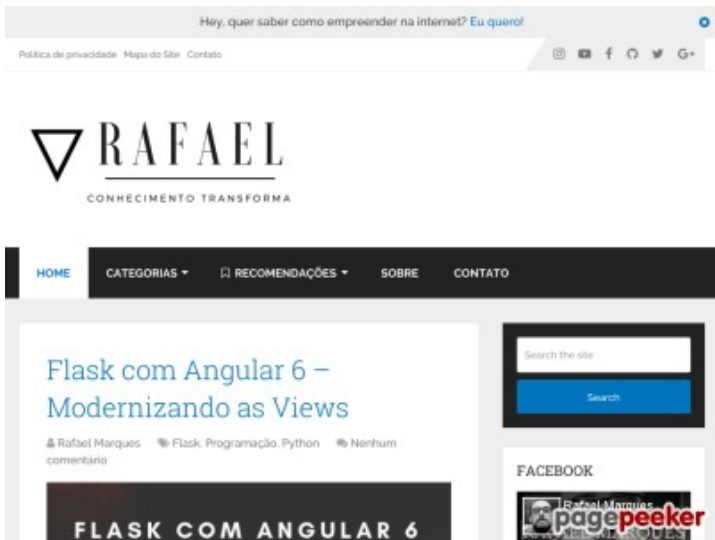 Hey, quer saber como empreender na internet? Eu quero!
Política de privacidade Mapa do Site Contato
RAFAEL
CONHECIMENTO TRANSFORMA
HOME CATEGORIAS RECOMENDAÇÕES SOBRE CONTATO
Flask com Angular 6 –
Modernizando as Views
Rafael Marques Flask, Programação, Python Nenhum
comentário
FLASK COM ANGULAR 6
Search the site
Search
FACEBOOK
Rafael Marques
RAFAEL MARQUES
pagepeeker